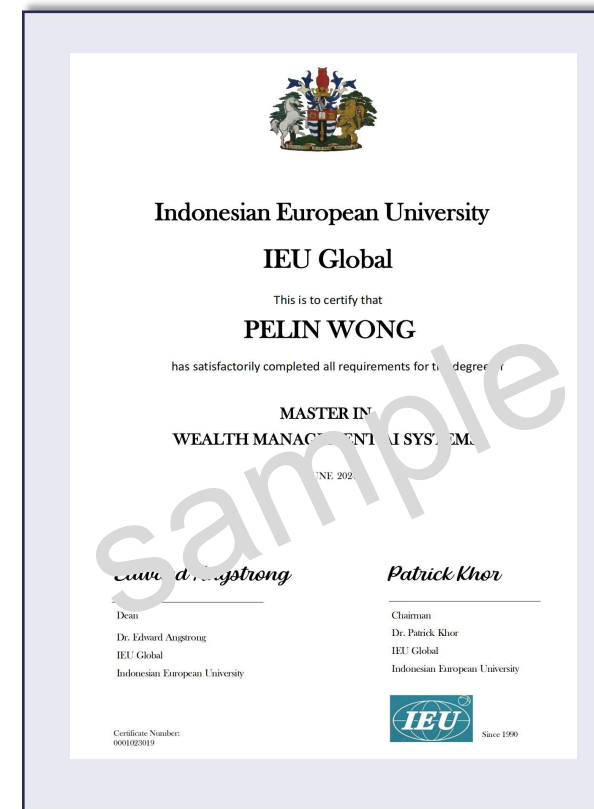 Indonesian European University
IEU Global
This is to certify that
PELIN WONG
has satisfactorily completed all requirements for degree
MASTER IN
WEALTH AI
sample
Patrick Khor
Dean
Chairman
Dr. Edward Angstrong
Dr. Patrick Khor
IEU Global
IEU Global
Indonesian European University
Indonesian European University
IEU
Since 1990
Certificate Number:
0001023019